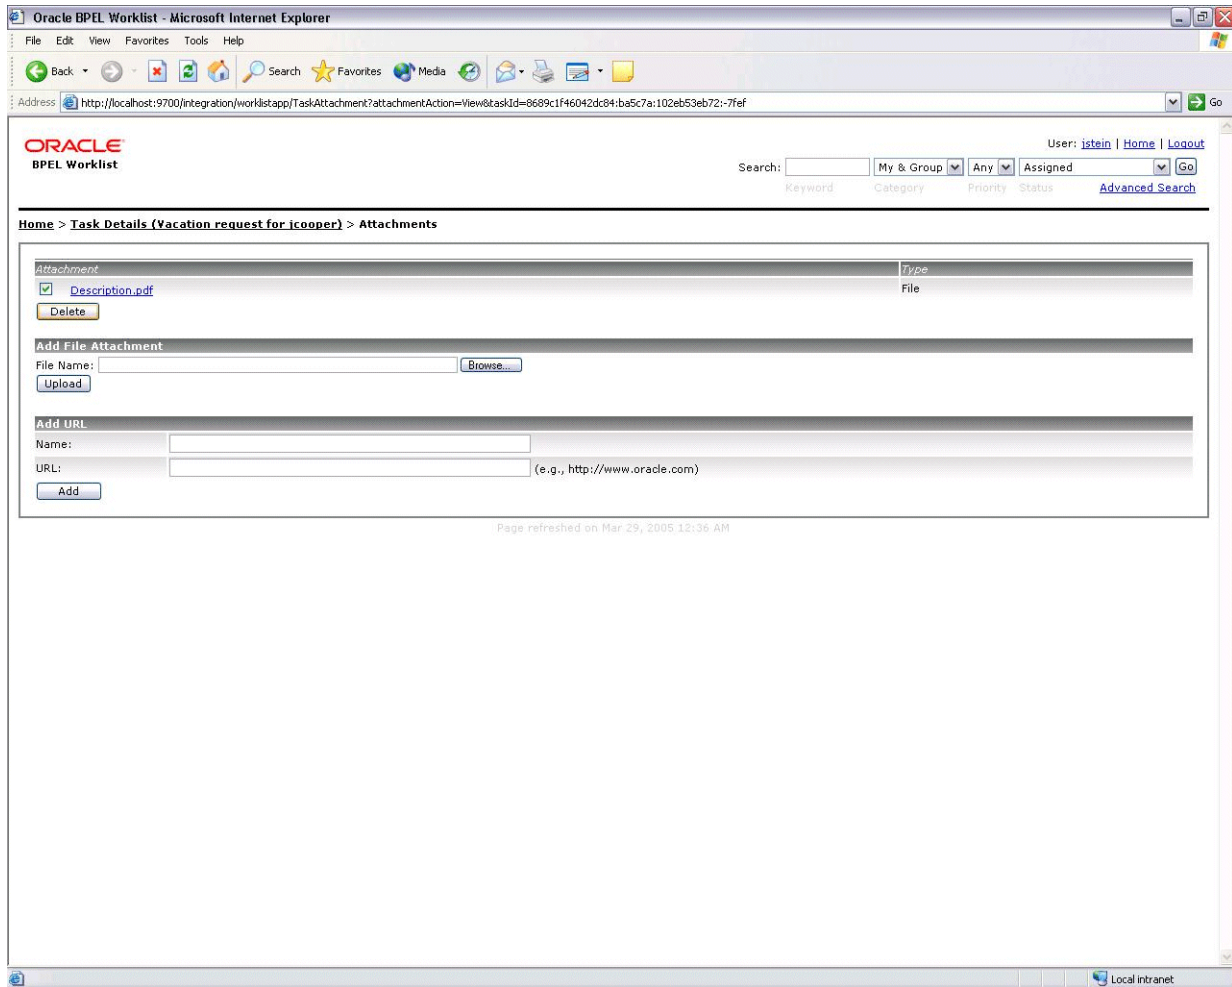 Oracle BPEL Worklist - Microsoft Internet Explorer
File Edit View Favorites Tools Help
Back Search Favorites Media
Address http://localhost:9700/integration/worklistapp/TaskAttachment?attachmentAction=View&taskId=8689c1f46042dc84:ba5c7a:102eb53eb72:-7fef Go
ORACLE
BPEL Worklist
User: jstein | Home | Logout
Search: My & Group Any Assigned Go
Keyword Category Priority Status Advanced Search
Home > Task Details (Vacation request for jcooper) > Attachments
Attachment Type
Description.pdf File
Delete
Add File Attachment
File Name: Browse...
Upload
Add URL
Name:
URL: (e.g., http://www.oracle.com)
Add
Page refreshed on Mar 29, 2005 12:36 AM
Local intranet